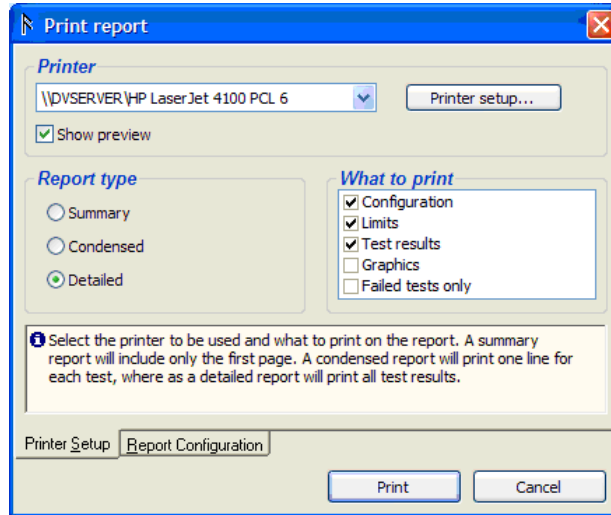 Print report
Printer
\\DVSERVER\HP LaserJet 4100 PCL 6
Printer setup...
Show preview
Report type
Summary
Condensed
Detailed
What to print
Configuration
Limits
Test results
Graphics
Failed tests only
Select the printer to be used and what to print on the report. A summary
report will include only the first page. A condensed report will print one line for
each test, where as a detailed report will print all test results.
Printer Setup
Report Configuration
Print
Cancel